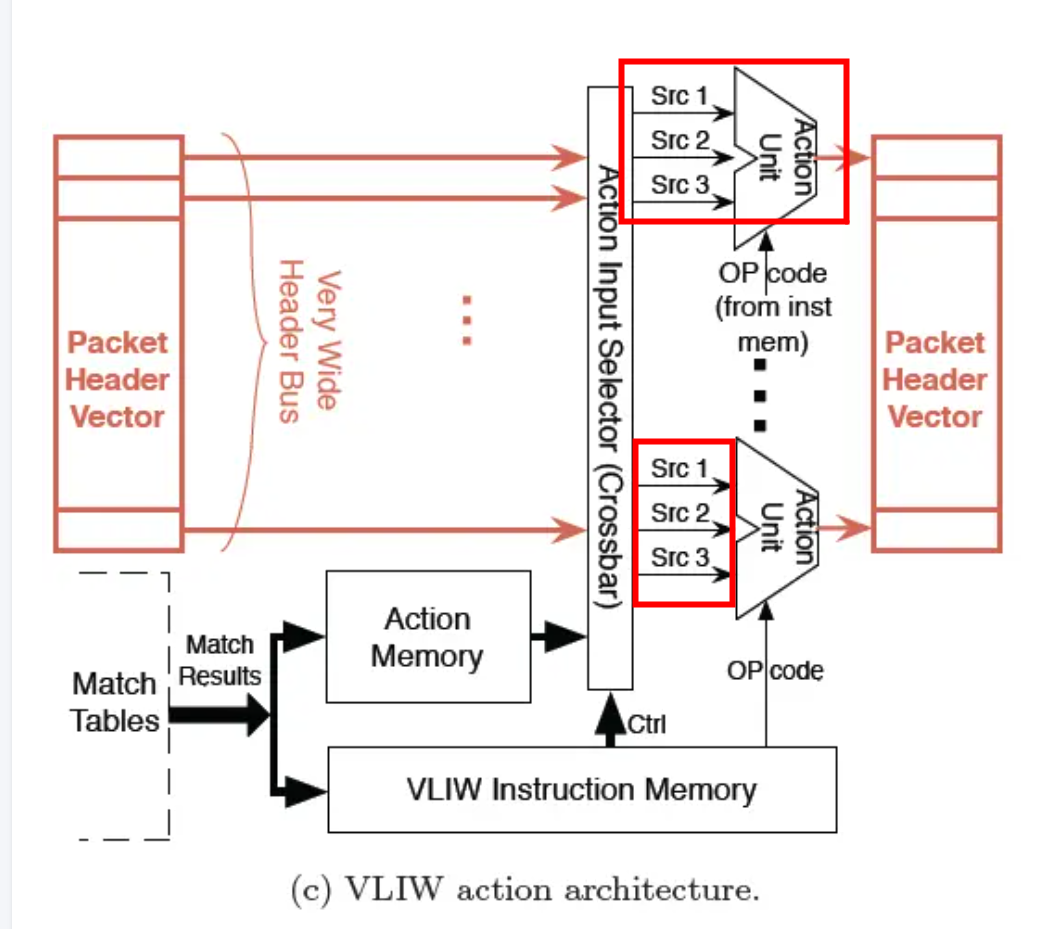 Src 1
Src 2
Src 3
Action
Unit
OP code
(from inst
mem)
Packet
Header
Vector
Very Wide
Header Bus
Action Input Selector (Crossbar)
Packet
Header
Vector
Src 1
Src 2
Src 3
Action
Unit
OP code
Match
Tables
Match
Results
Action
Memory
Ctrl
VLIW Instruction Memory
(c) VLIW action architecture.